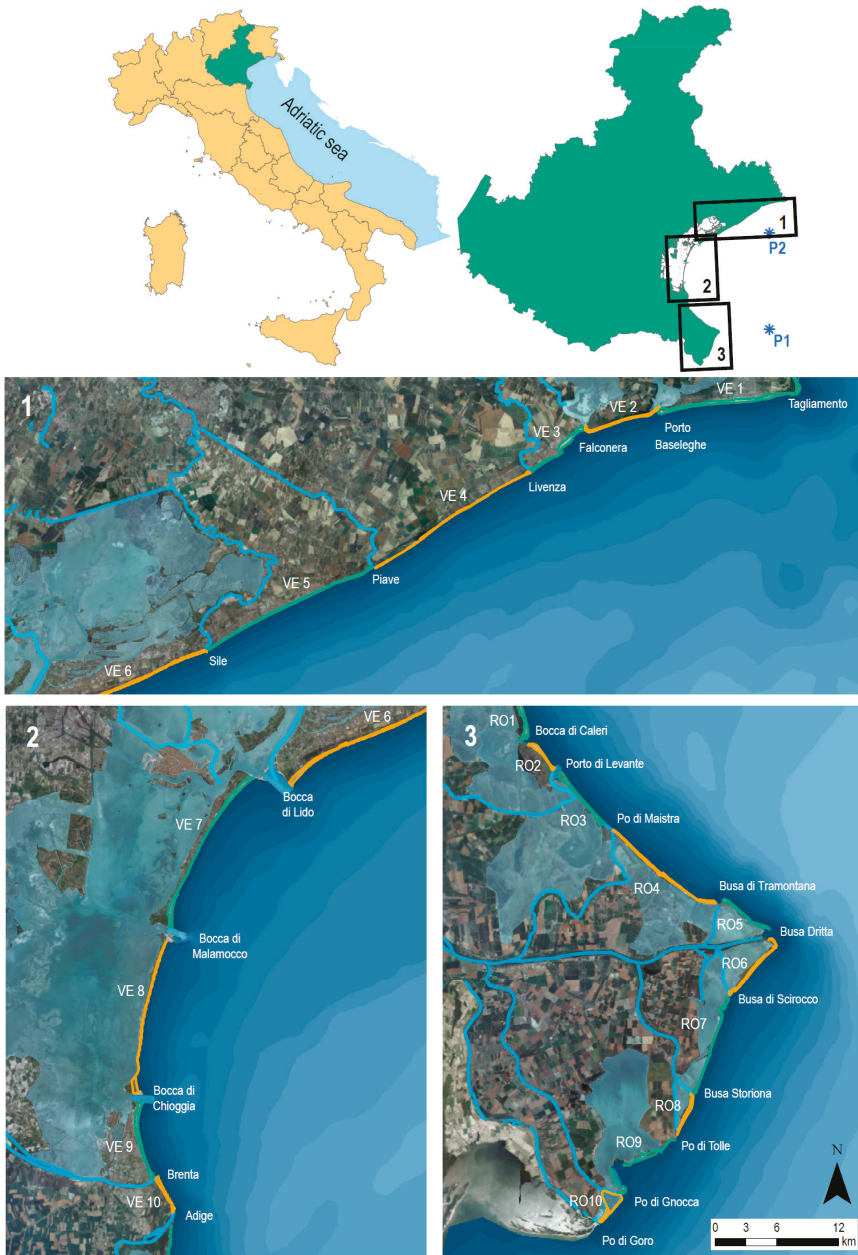 Adriatic sea
1
P2
2
P1
3
1
VE 1
Tagliamento
VE 2
Porto
Baseleghe
VE 3
Falconera
Livenza
VE 4
Piave
VE 5
Sile
VE 6
2
VE 6
Bocca
di Lido
VE 7
Bocca di
Malamocco
VE 8
Bocca di
Chioggia
VE 9
Brenta
VE 10
Adige
3
RO1
Bocca di Caleri
RO2
Porto di Levante
RO3
Po di Maistra
RO4
Busa di Tramontana
RO5
Busa Dritta
RO6
Busa di Scirocco
RO7
Busa Storiona
RO8
Po di Tolle
RO9
Po di Gnocca
RO10
Po di Goro
N
0 3 6 12
km